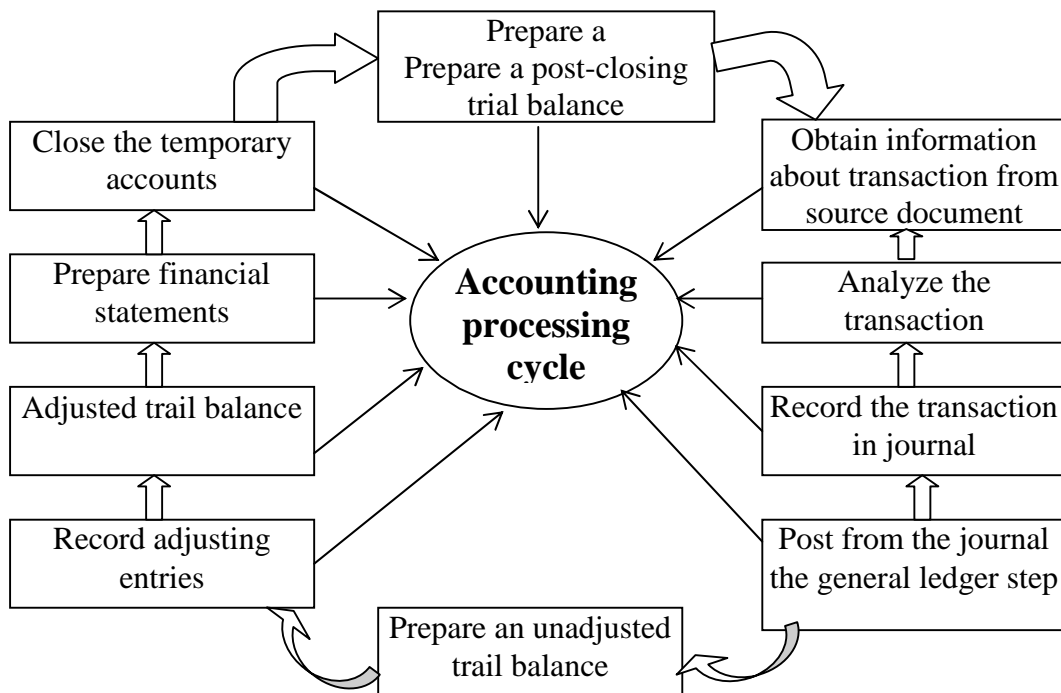 Prepare a
Prepare a post-closing
trial balance
Close the temporary
accounts
Obtain information
about transaction from
source document
Prepare financial
statements
Accounting
processing
cycle
Analyze the
transaction
Adjusted trail balance
Record the transaction
in journal
Record adjusting
entries
Post from the journal
the general ledger step
Prepare an unadjusted
trail balance